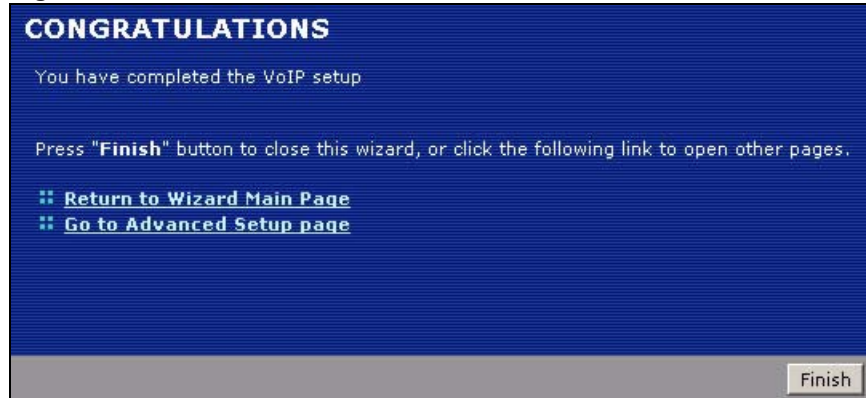 CONGRATULATIONS
You have completed the VoIP setup
Press "Finish" button to close this wizard, or click the following link to open other pages.
Return to Wizard Main Page
Go to Advanced Setup page
Finish